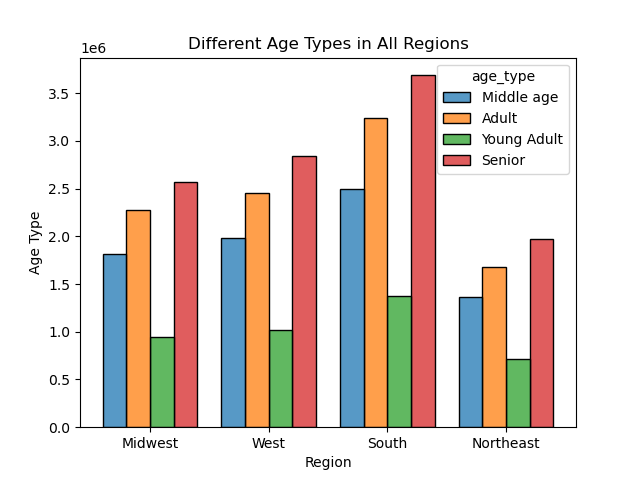 Different Age Types in All Regions
1e6
age_type
Middle age
Adult
Young Adult
Senior
3.5
3.0
2.5
2.0
1.5
1.0
0.5
0.0
Age Type
Midwest West South Northeast
Region